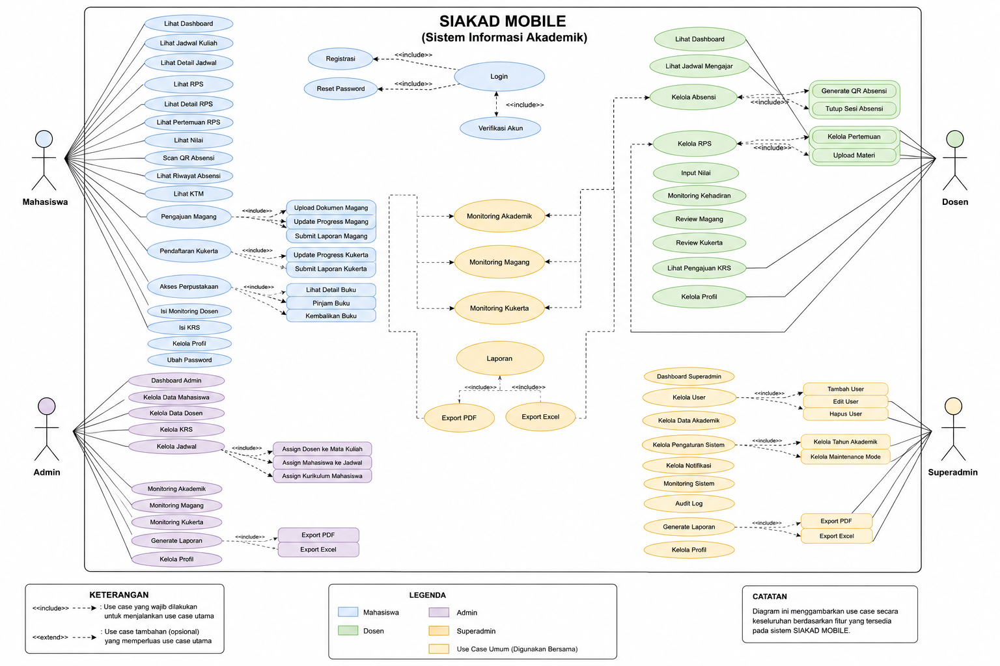 SIAKAD MOBILE
(Sistem Informasi Akademik)
Lihat Dashboard
Lihat Jadwal Kuliah
Lihat Detail Jadwal
Lihat RPS
Lihat Detail RPS
Lihat Pertemuan RPS
Lihat Nilai
Scan QR Absensi
Lihat Riwayat Absensi
Lihat KTM
Pengajuan Magang
Pendaftaran Kukerta
Akses Perpustakaan
Isi Monitoring Dosen
Isi KRS
Kelola Profil
Ubah Password
Mahasiswa
<<include>>
Upload Dokumen Magang
Update Progress Magang
Submit Laporan Magang
<<include>>
Update Progress Kukerta
Submit Laporan Kukerta
<<include>>
Lihat Detail Buku
Pinjam Buku
Kembalikan Buku
Registrasi
<<include>>
Reset Password
<<include>>
Login
<<include>>
Verifikasi Akun
Monitoring Akademik
Monitoring Magang
Monitoring Kukerta
Laporan
<<include>>
<<include>>
Export PDF
Export Excel
Lihat Dashboard
Lihat Jadwal Mengajar
Kelola Absensi
<<include>>
Generate QR Absensi
Tutup Sesi Absensi
Kelola RPS
<<include>>
Kelola Pertemuan
Upload Materi
Input Nilai
Monitoring Kehadiran
Review Magang
Review Kukerta
Lihat Pengajuan KRS
Kelola Profil
Dosen
Dashboard Admin
Kelola Data Mahasiswa
Kelola Data Dosen
Kelola KRS
Kelola Jadwal
<<include>>
Assign Dosen ke Mata Kuliah
Assign Mahasiswa ke Jadwal
Assign Kurikulum Mahasiswa
Admin
Monitoring Akademik
Monitoring Magang
Monitoring Kukerta
Generate Laporan
<<include>>
Export PDF
Export Excel
Kelola Profil
Dashboard Superadmin
Kelola User
<<include>>
Tambah User
Edit User
Hapus User
Kelola Data Akademik
Kelola Pengaturan Sistem
<<include>>
Kelola Tahun Akademik
Kelola Maintenance Mode
Kelola Notifikasi
Monitoring Sistem
Audit Log
Generate Laporan
<<include>>
Export PDF
Export Excel
Kelola Profil
Superadmin
KETERANGAN
<<include>> : Use case yang wajib dilakukan
untuk menjalankan use case utama
<<extend>> : Use case tambahan (opsional)
yang memperluas use case utama
LEGENDA
Mahasiswa
Dosen
Admin
Superadmin
Use Case Umum (Digunakan Bersama)
CATATAN
Diagram ini menggambarkan use case secara
keseluruhan berdasarkan fitur yang tersedia
pada sistem SIAKAD MOBILE.